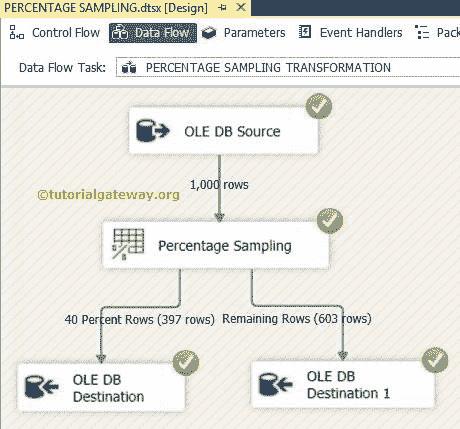 PERCENTAGE SAMPLING.dtsx [Design]
Control Flow Data Flow Parameters Event Handlers Pack
Data Flow Task: PERCENTAGE SAMPLING TRANSFORMATION
OLE DB Source
1,000 rows
©tutorialgateway.org
Percentage Sampling
40 Percent Rows (397 rows) Remaining Rows (603 rows)
OLE DB
Destination
OLE DB
Destination 1